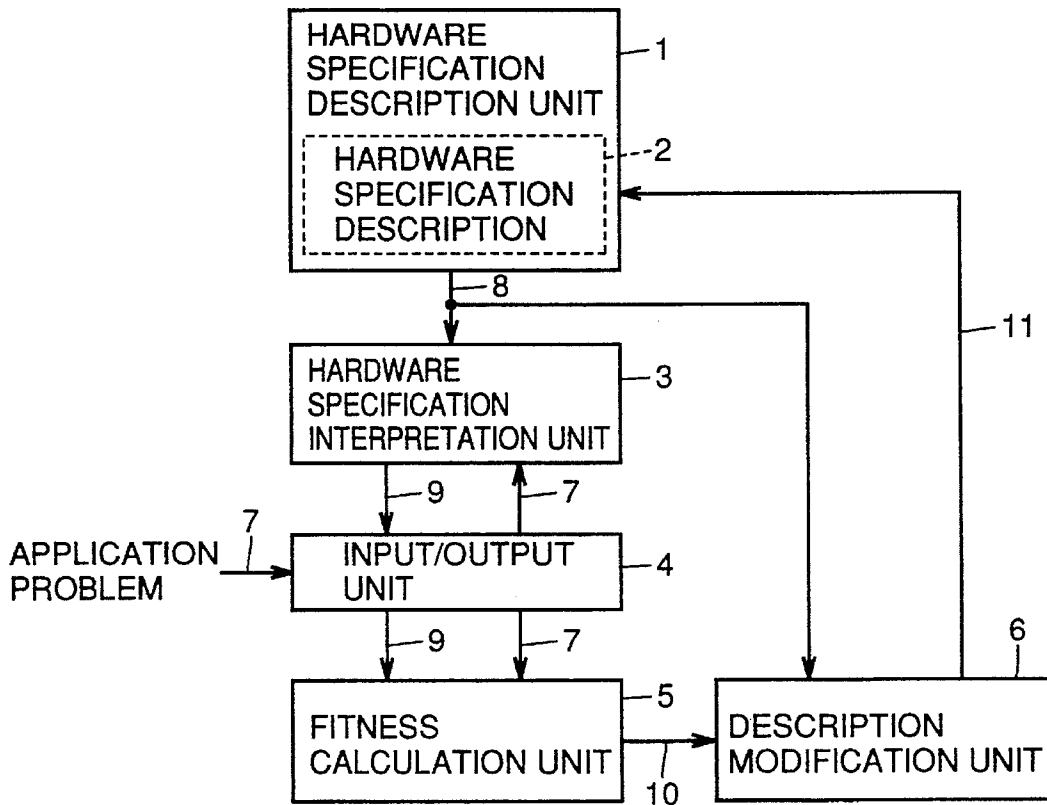 HARDWARE
SPECIFICATION
DESCRIPTION UNIT
1
HARDWARE
SPECIFICATION
DESCRIPTION
2
8
11
HARDWARE
SPECIFICATION
INTERPRETATION UNIT
3
9
7
7
APPLICATION
PROBLEM
INPUT/OUTPUT
UNIT
4
9
7
6
FITNESS
CALCULATION UNIT
5
10
DESCRIPTION
MODIFICATION UNIT